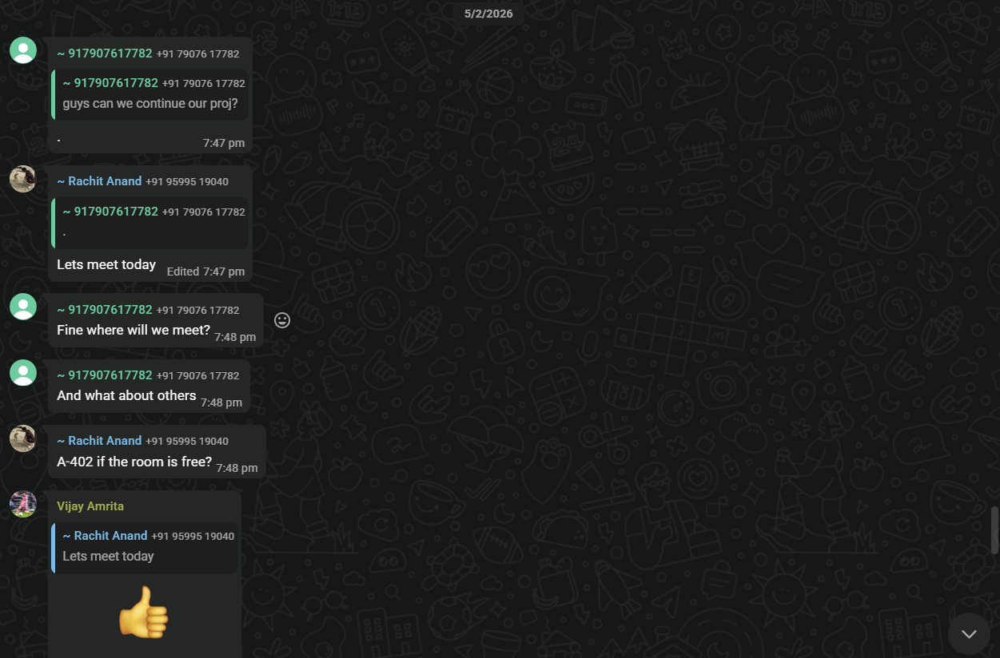 5/2/2026
~ 917907617782 +91 79076 17782
~ 917907617782 +91 79076 17782
guys can we continue our proj?
.
7:47 pm
~ Rachit Anand +91 95995 19040
~ 917907617782 +91 79076 17782
.
Lets meet today Edited 7:47 pm
~ 917907617782 +91 79076 17782
Fine where will we meet? 7:48 pm
~ 917907617782 +91 79076 17782
And what about others 7:48 pm
~ Rachit Anand +91 95995 19040
A-402 if the room is free? 7:48 pm
Vijay Amrita
~ Rachit Anand +91 95995 19040
Lets meet today
👍